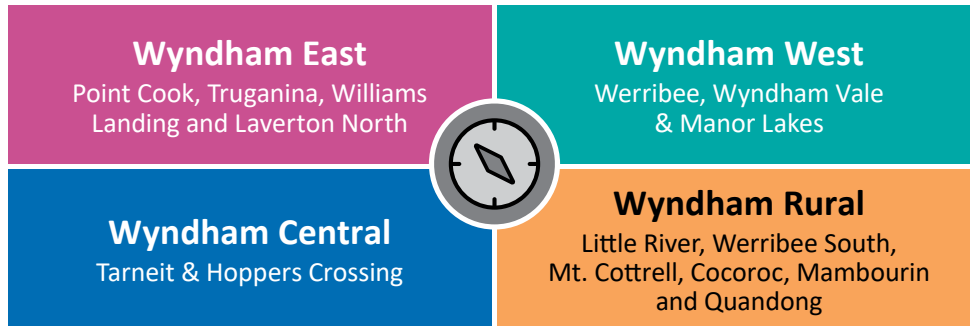 Wyndham East
Point Cook, Truganina, Williams
Landing and Laverton North
Wyndham West
Werribee, Wyndham Vale
& Manor Lakes
Wyndham Central
Tarneit & Hoppers Crossing
Wyndham Rural
Little River, Werribee South,
Mt. Cottrell, Cocoroc, Mambourin
and Quandong